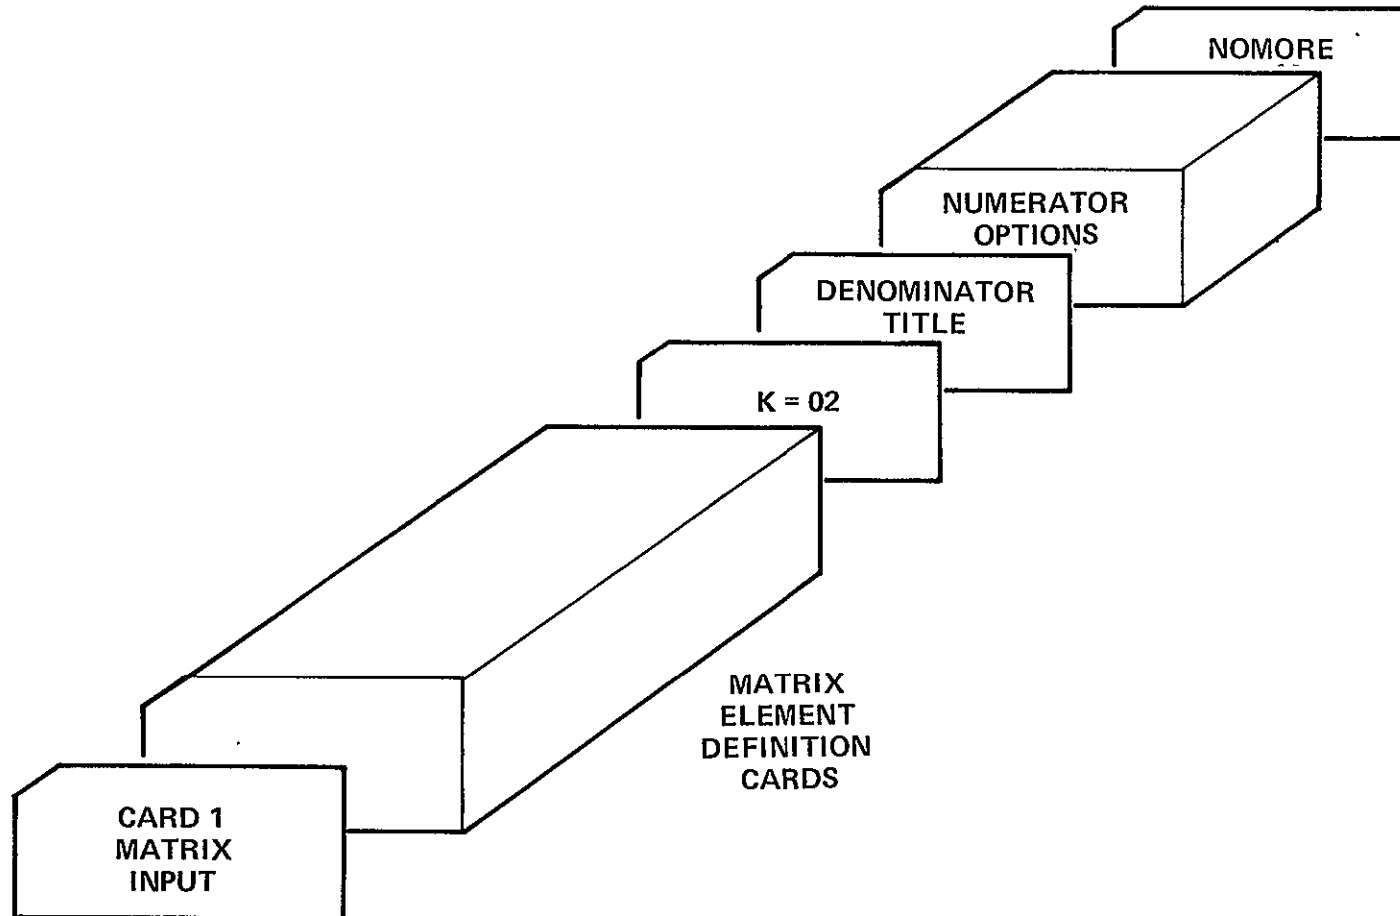 NOMORE
NUMERATOR
OPTIONS
DENOMINATOR
TITLE
K = 02
MATRIX
ELEMENT
DEFINITION
CARDS
CARD 1
MATRIX
INPUT